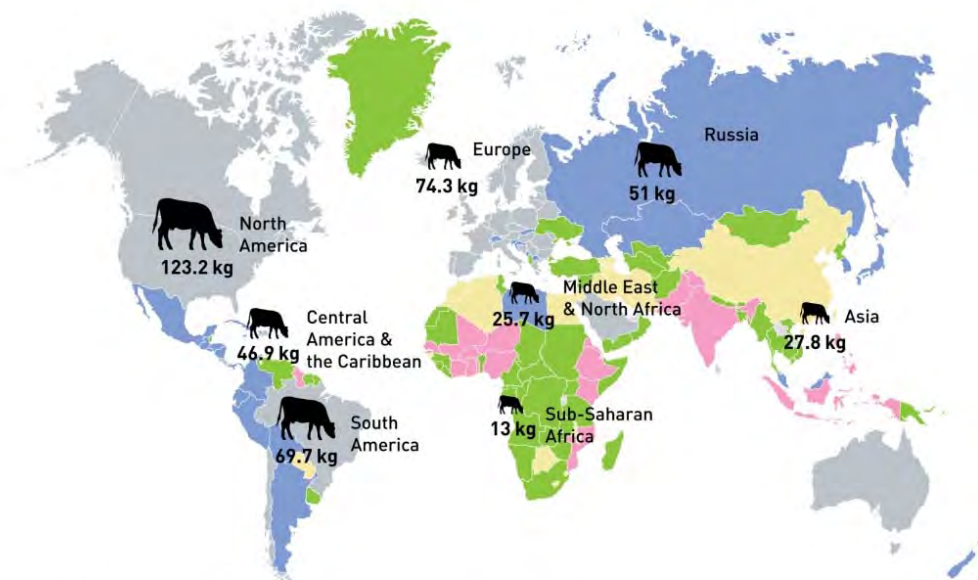 Europe
74.3 kg
Russia
51 kg
North
America
123.2 kg
Middle East
& North Africa
25.7 kg
Central
America &
the Caribbean
46.9 kg
Asia
27.8 kg
South
America
69.7 kg
Sub-Saharan
Africa
13 kg